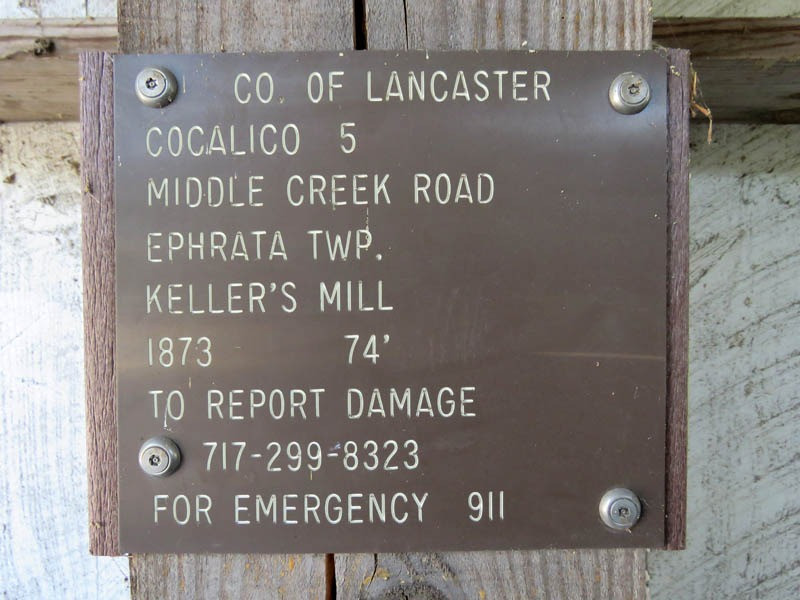 CO. OF LANCASTER
COCALICO 5
MIDDLE CREEK ROAD
EPHRATA TWP.
KELLER'S MILL
1873 74'
TO REPORT DAMAGE
717-299-8323
FOR EMERGENCY 911